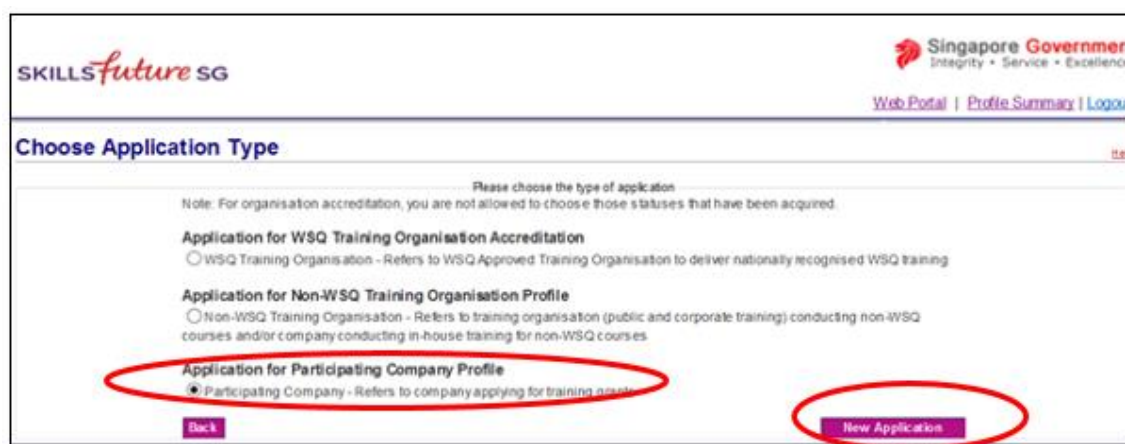 SKILLSfuture SG
Singapore Governmen
Integrity • Service • Excellenc
Web Portal | Profile Summary | Logou
Choose Application Type
He
Please choose the type of application
Note: For organisation accreditation, you are not allowed to choose those statuses that have been acquired.
Application for WSQ Training Organisation Accreditation
WSQ Training Organisation - Refers to WSQ Approved Training Organisation to deliver nationally recognised WSQ training
Application for Non-WSQ Training Organisation Profile
Non-WSQ Training Organisation - Refers to training organisation (public and corporate training) conducting non-WSQ
courses and/or company conducting in-house training for non-WSQ courses
Application for Participating Company Profile
Participating Company - Refers to company applying for training grants
Back
New Application